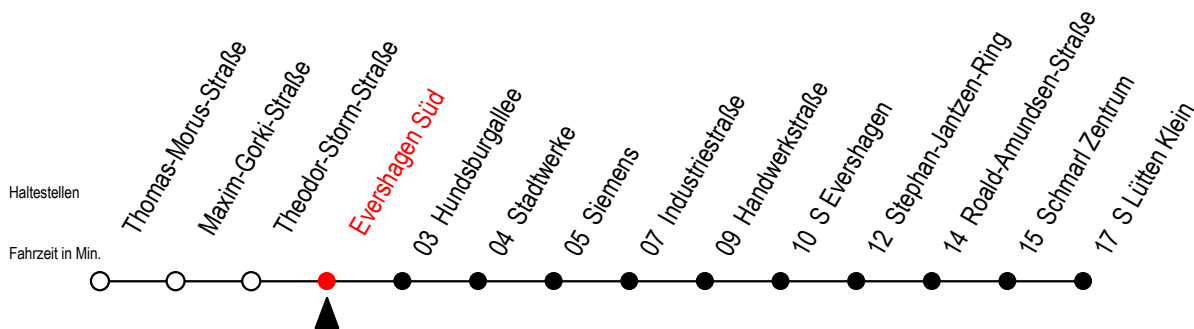 Haltestellen
Fahrzeit in Min.
Thomas-Morus-Straße
Maxim-Gorki-Straße
Theodor-Storm-Straße
Evershagen Süd
03 Hundsburgallee
04 Stadtwerke
05 Siemens
07 Industriestraße
09 Handwerkstraße
10 S Evershagen
12 Stephan-Jantzen-Ring
14 Roald-Amundsen-Straße
15 Schmarl Zentrum
17 S Lütten Klein